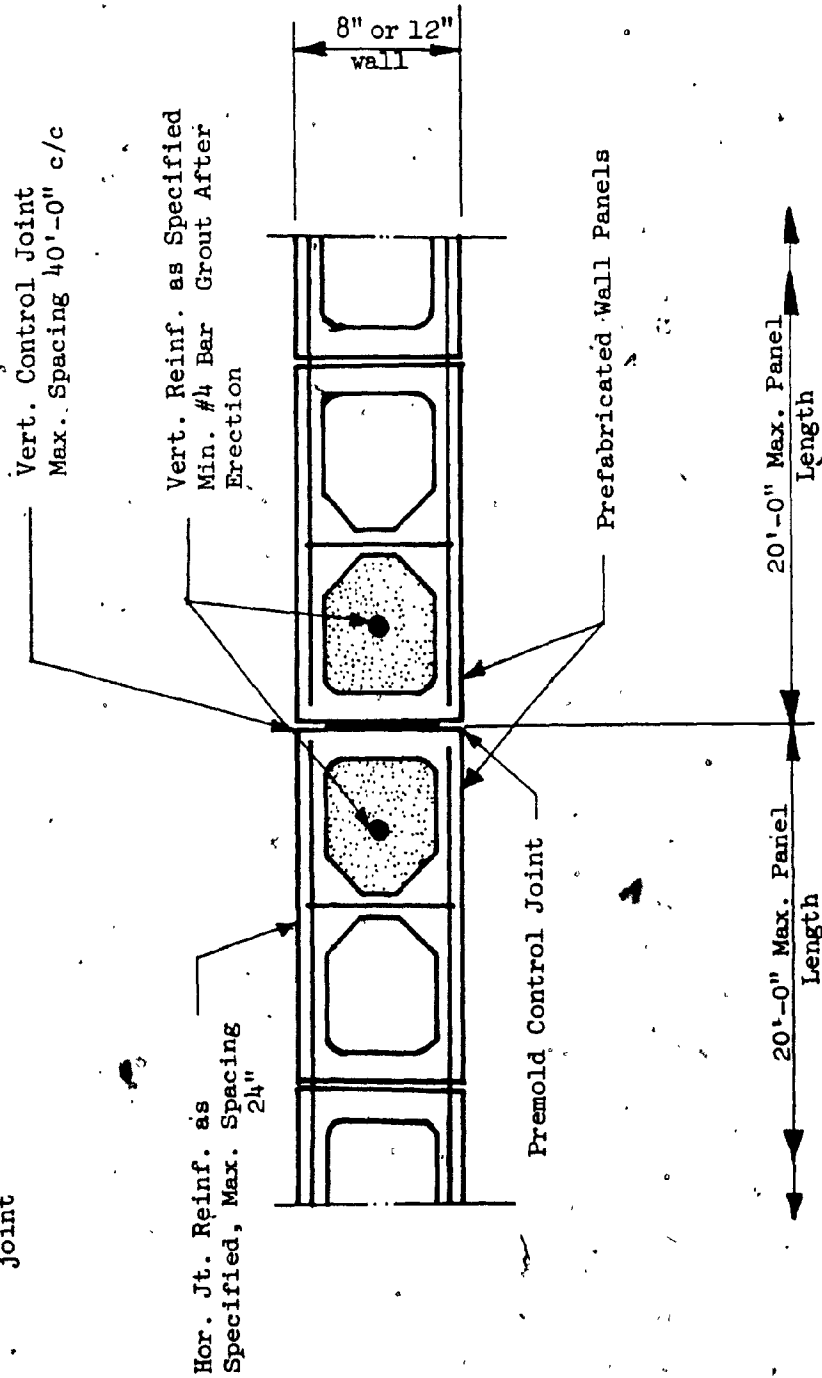 joint
Vert. Control Joint
Max. Spacing 40'-0" c/c
Vert. Reinf. as Specified
Min. #4 Bar Grout After
Erection
8" or 12"
wall
Hor. Jt. Reinf. as
Specified, Max. Spacing
24"
Premold Control Joint
Prefabricated Wall Panels
20'-0" Max. Panel
Length
20'-0" Max. Panel
Length